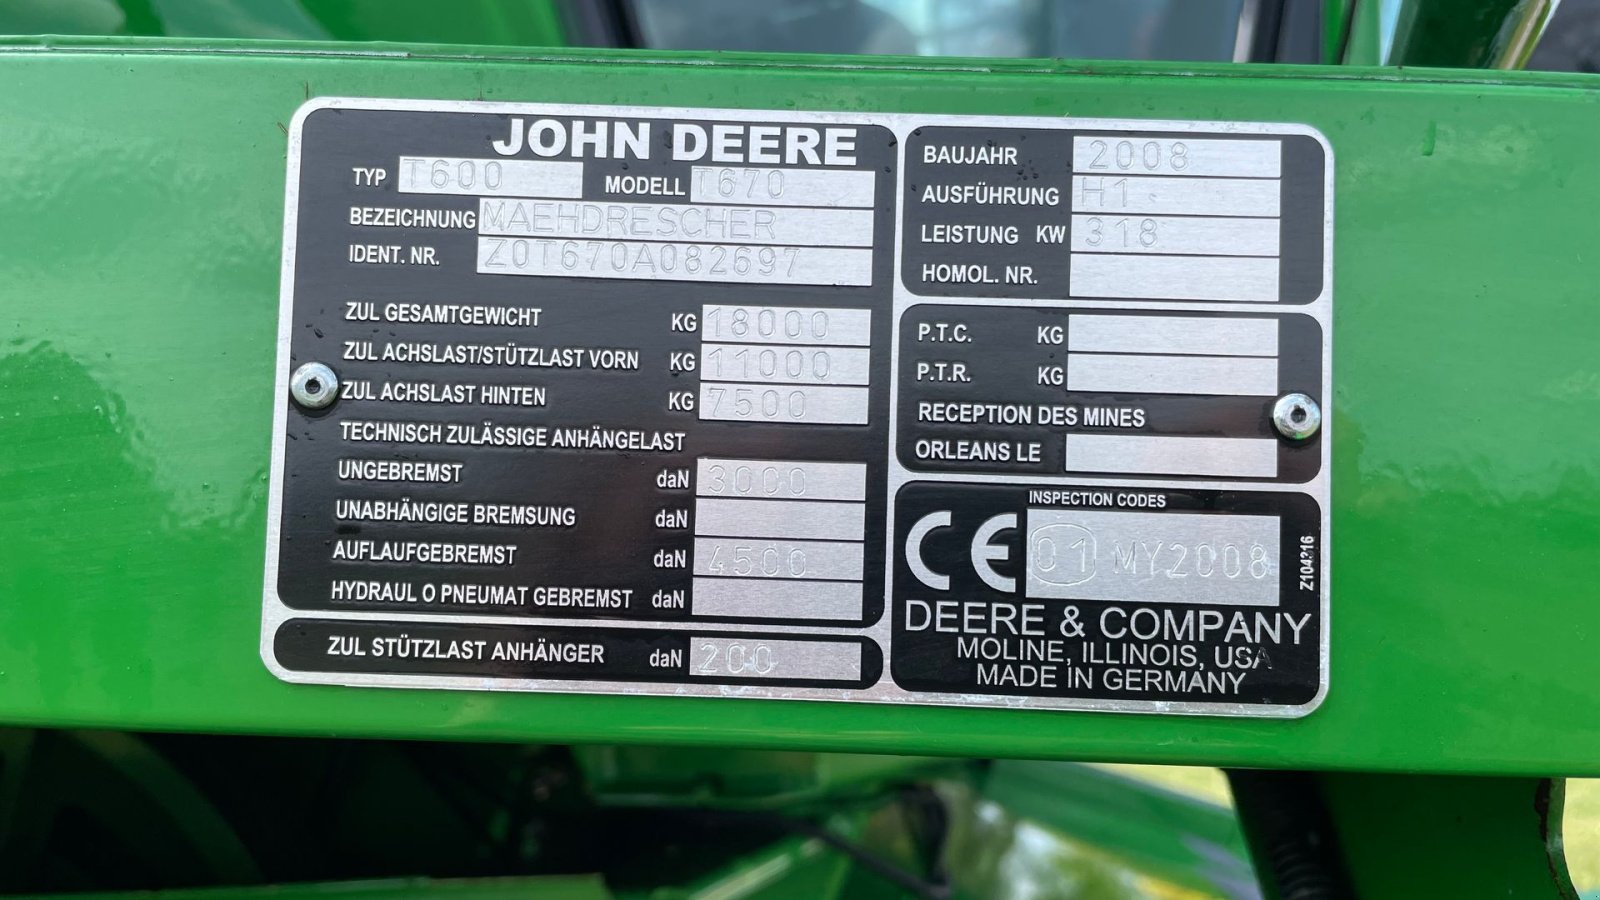 JOHN DEERE
TYP T600 MODELL T670
BEZEICHNUNG MAEHDRESCHER
IDENT. NR. Z0T670A082697
ZUL GESAMTGEWICHT KG 18000
ZUL ACHSLAST/STÜTZLAST VORN KG 11000
ZUL ACHSLAST HINTEN KG 7500
TECHNISCH ZULÄSSIGE ANHÄNGELAST
UNGEBREMST daN 3000
UNABHÄNGIGE BREMSUNG daN
AUFLAUFGEBREMST daN 4500
HYDRAUL O PNEUMAT GEBREMST daN
ZUL STÜTZLAST ANHÄNGER daN 200
BAUJAHR 2008
AUSFÜHRUNG H1
LEISTUNG KW 318
HOMOL. NR.
P.T.C. KG
P.T.R. KG
RECEPTION DES MINES
ORLEANS LE
INSPECTION CODES
CE 01 MY2008
Z104316
DEERE & COMPANY
MOLINE, ILLINOIS, USA
MADE IN GERMANY